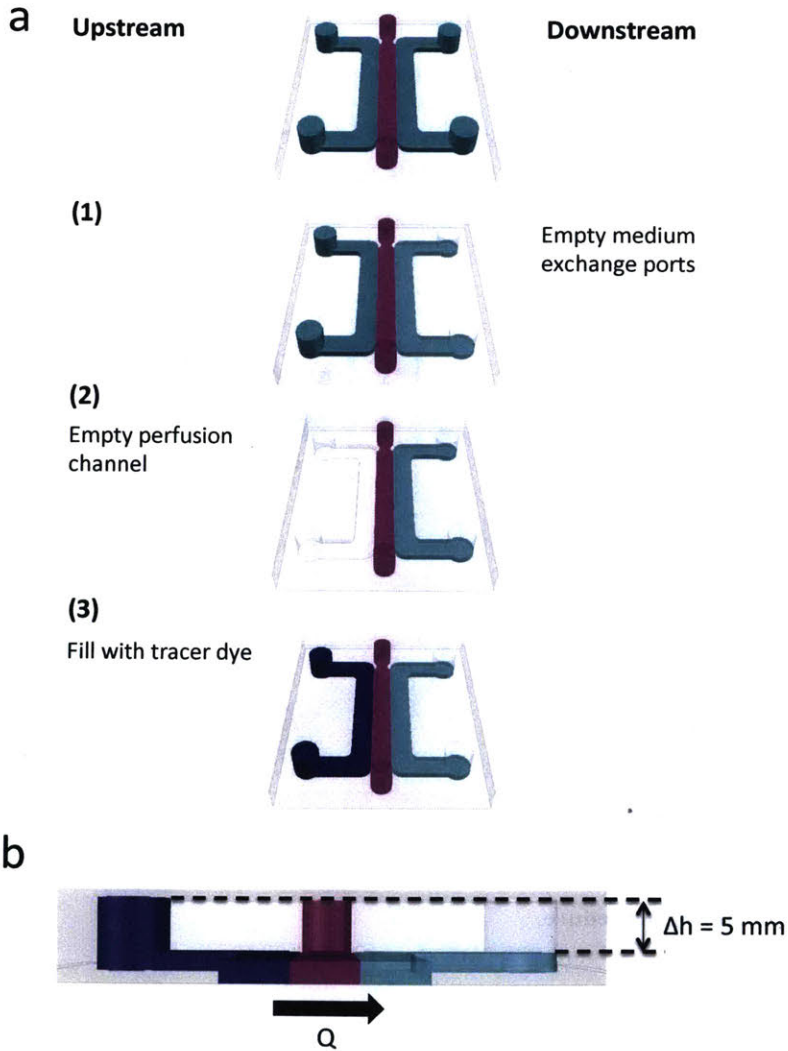 a
Upstream
Downstream
(1)
Empty medium
exchange ports
(2)
Empty perfusion
channel
(3)
Fill with tracer dye
b
Δh = 5 mm
Q